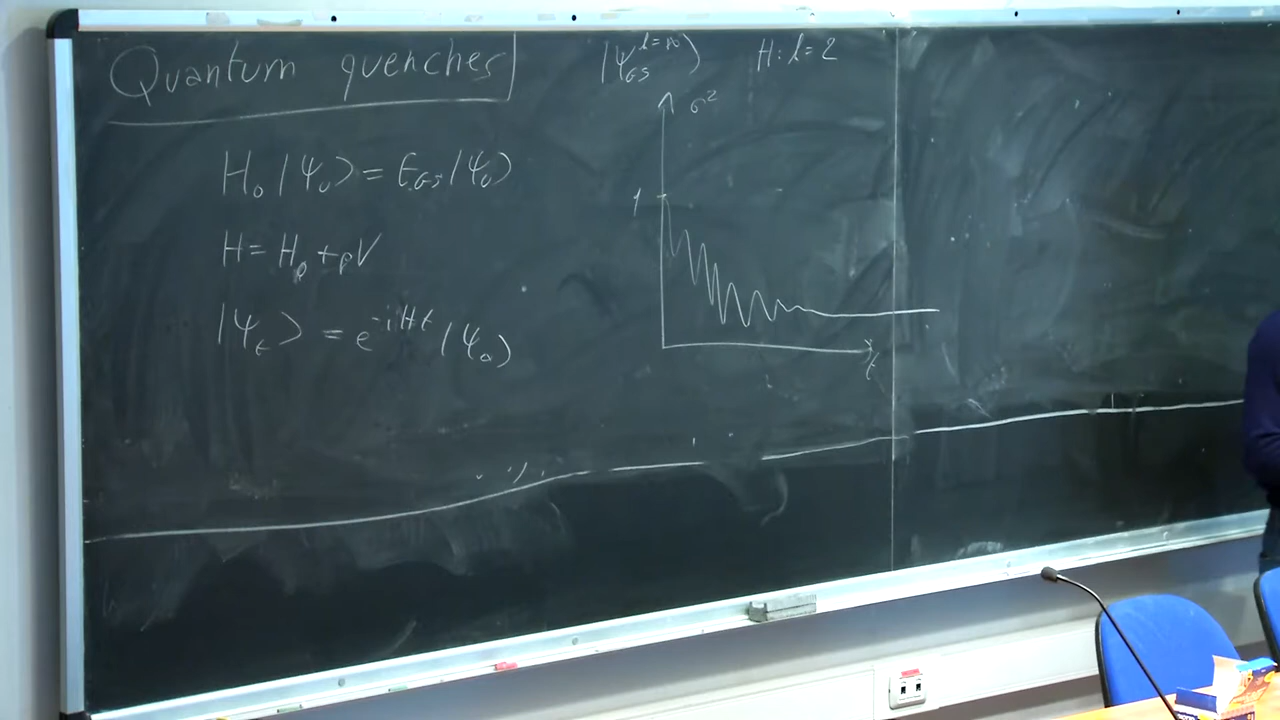 Quantum quenches
H₀|Ψ₀⟩ = E_GS|Ψ₀⟩
H = H₀ + ρV
|Ψ_t⟩ = e^{-iHt}|Ψ₀⟩
|Ψ_GS^{λ=∞}⟩ H: λ = 2
σ²
1
t